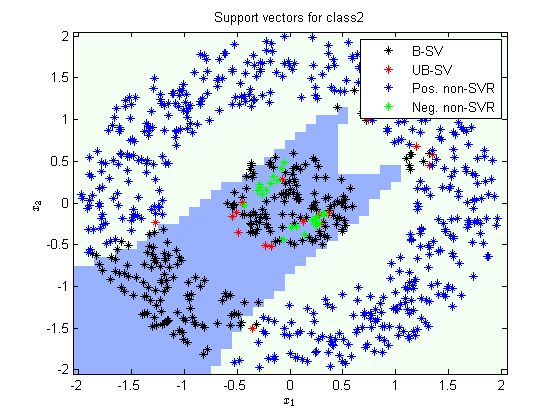 Support vectors for class2
B-SV
UB-SV
Pos. non-SVR
Neg. non-SVR
2
1.5
1
0.5
0
-0.5
-1
-1.5
-2
x2
-2 -1.5 -1 -0.5 0 0.5 1 1.5 2
x1